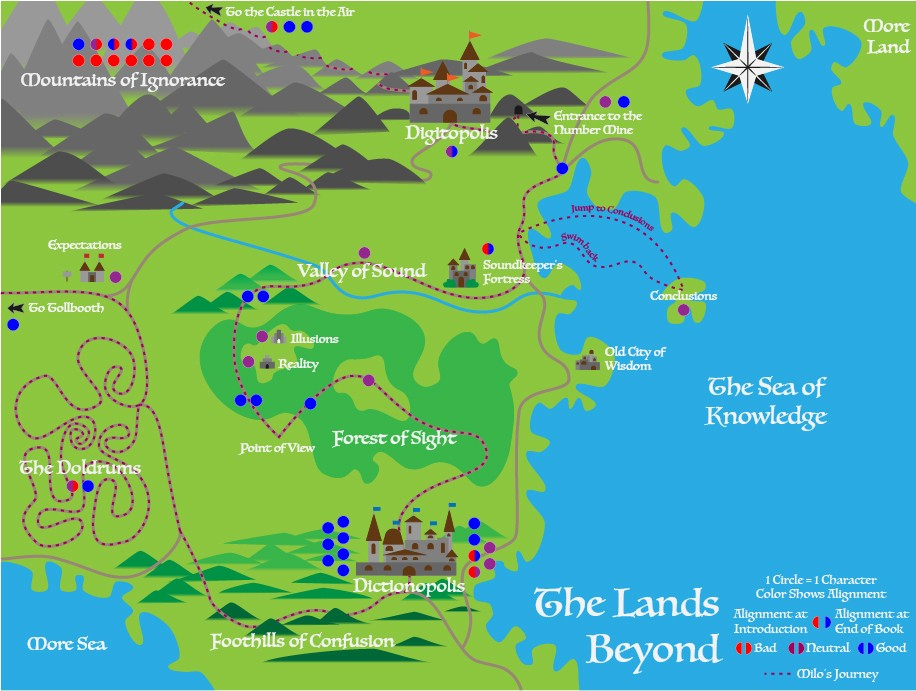 To the Castle in the Air
More
Land
Mountains of Ignorance
Entrance to the
Number Mine
Digitopolis
Jump to Conclusions
Swim back
Expectations
Valley of Sound
Soundkeeper's
Fortress
Conclusions
To Tollbooth
Illusions
Reality
Old City of
Wisdom
The Sea of
Knowledge
Point of View
Forest of Sight
The Doldrums
Dictionopolis
1 Circle = 1 Character
Color Shows Alignment
The Lands
Beyond
Alignment at
Introduction
Alignment at
End of Book
Bad
Neutral
Good
More Sea
Foothills of Confusion
Milo's Journey